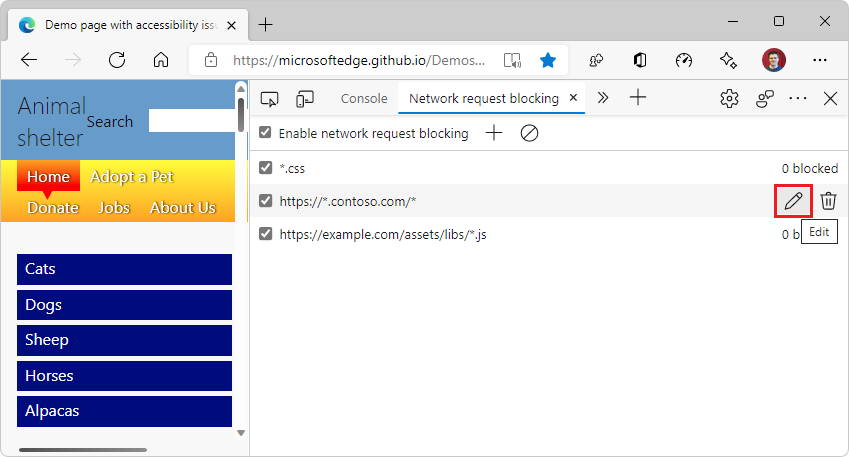 Demo page with accessibility issu
https://microsoftedge.github.io/Demos...
Animal
shelter
Search
Home
Adopt a Pet
Donate
Jobs
About Us
Cats
Dogs
Sheep
Horses
Alpacas
Console
Network request blocking
Enable network request blocking
*.css
0 blocked
https://*.contoso.com/*
https://example.com/assets/libs/*.js
0 b
Edit